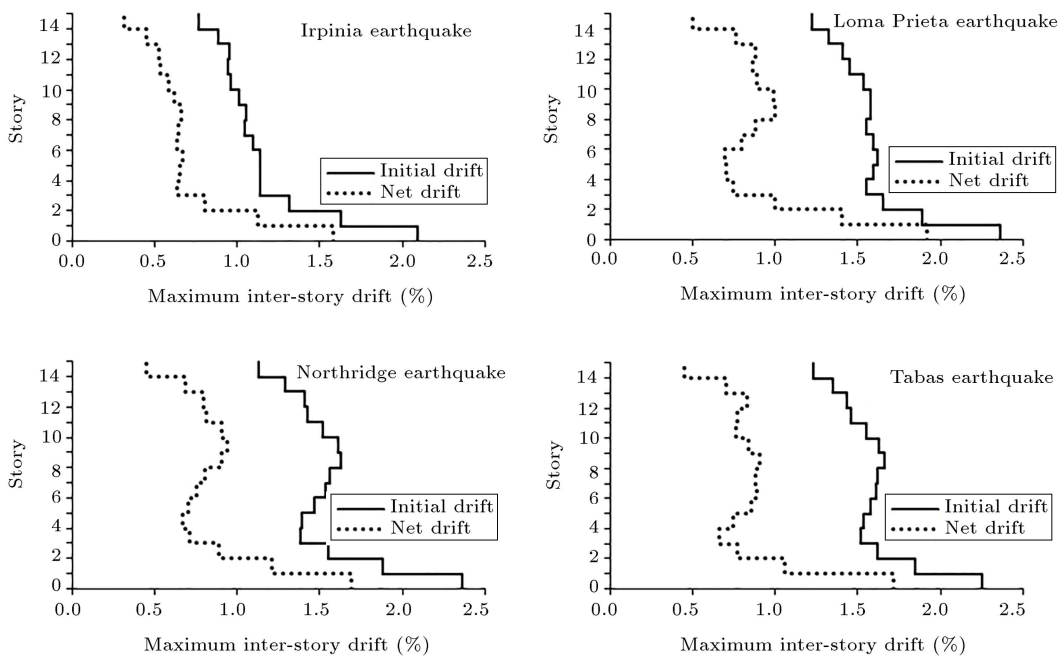 Irpinia earthquake
14
12
10
8
6
4
2
0
Story
Initial drift
Net drift
0.0 0.5 1.0 1.5 2.0 2.5
Maximum inter-story drift (%)
Loma Prieta earthquake
14
12
10
8
6
4
2
0
Story
Initial drift
Net drift
0.0 0.5 1.0 1.5 2.0 2.5
Maximum inter-story drift (%)
Northridge earthquake
14
12
10
8
6
4
2
0
Story
Initial drift
Net drift
0.0 0.5 1.0 1.5 2.0 2.5
Maximum inter-story drift (%)
Tabas earthquake
14
12
10
8
6
4
2
0
Story
Initial drift
Net drift
0.0 0.5 1.0 1.5 2.0 2.5
Maximum inter-story drift (%)